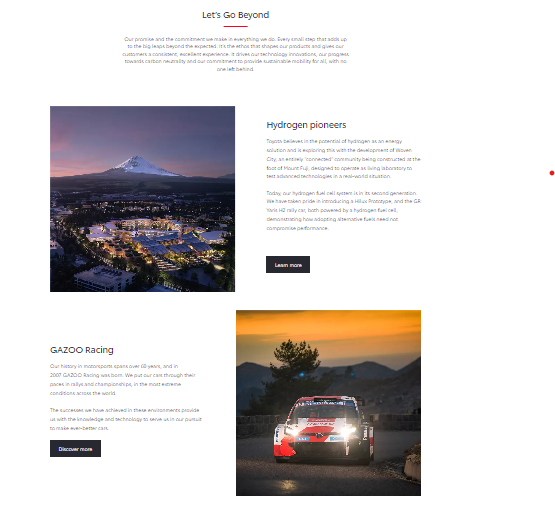 Let's Go Beyond
Our promise and the commitment we make in everything we do. Every small step that adds up
to the big leaps beyond the expected. It's the ethos that shapes our products and gives our
customers a consistent, excellent experience. It drives our technology innovations, our progress
towards carbon neutrality and our commitment to provide sustainable mobility for all, with no
one left behind.
Hydrogen pioneers
Toyota believes in the potential of hydrogen as an energy
solution and is exploring this with the development of Woven
City, an entirely 'connected' community being constructed at the
foot of Mount Fuji, designed to operate as living laboratory to
test advanced technologies in a real-world situation.
Today, our hydrogen fuel cell system is in its second generation.
We have taken pride in introducing a Hilux Prototype, and the GR
Yaris H2 rally car, both powered by a hydrogen fuel cell,
demonstrating how adopting alternative fuels need not
compromise performance.
Learn more
GAZOO Racing
Our history in motorsports spans over 60 years, and in
2007 GAZOO Racing was born. We put our cars through their
paces in rallys and championships, in the most extreme
conditions across the world.
The successes we have achieved in these environments provide
us with the knowledge and technology to serve us in our pursuit
to make ever-better cars.
Discover more